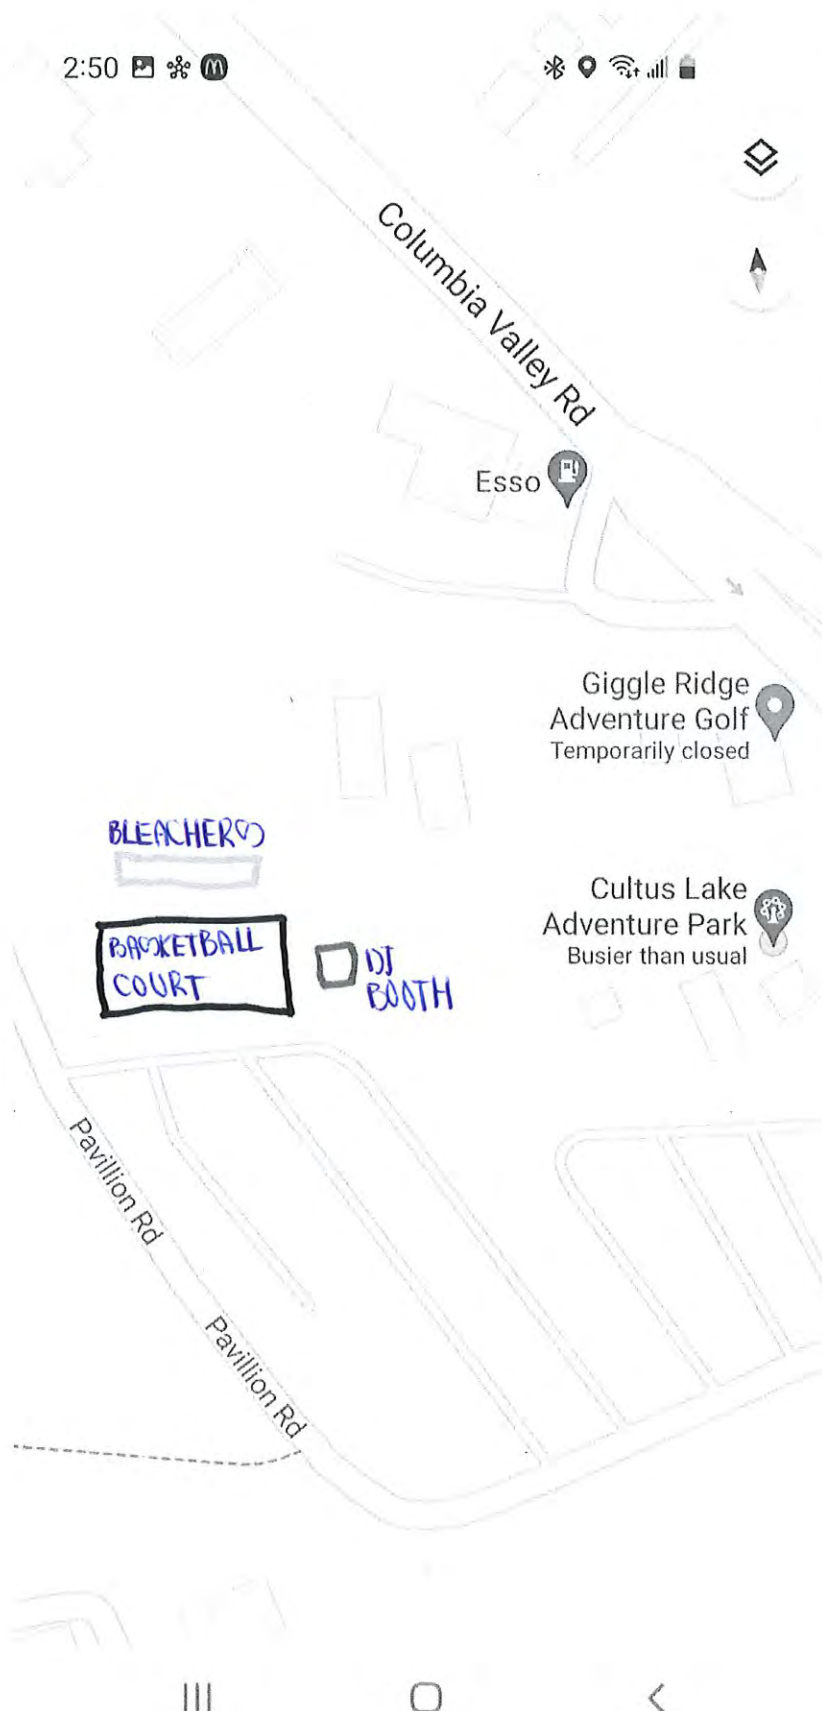 2:50
Columbia Valley Rd
Esso
Giggle Ridge
Adventure Golf
Temporarily closed
BLEACHERS
Cultus Lake
Adventure Park
Busier than usual
BASKETBALL
COURT
DJ
BOOTH
Pavillion Rd
Pavillion Rd